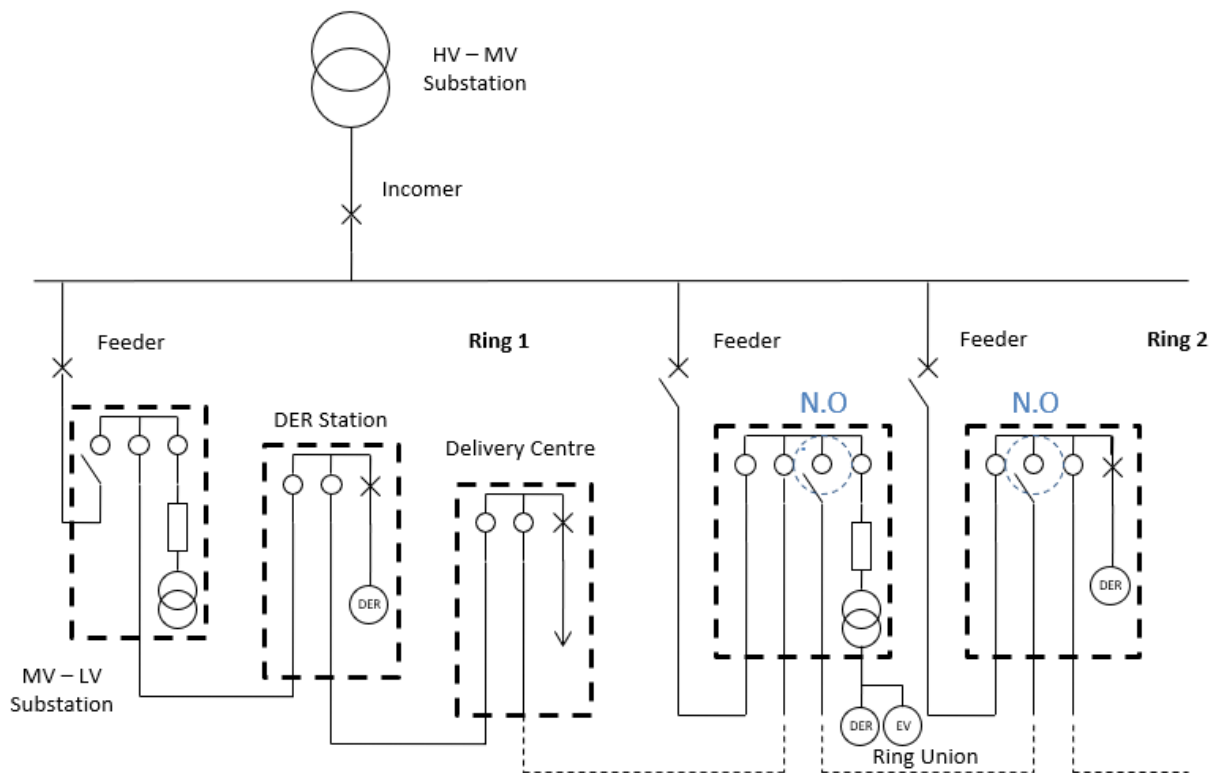 HV – MV
Substation
Incomer
Feeder
Ring 1
Feeder
Feeder
Ring 2
N.O
N.O
DER Station
Delivery Centre
DER
DER
MV – LV
Substation
DER
EV
Ring Union